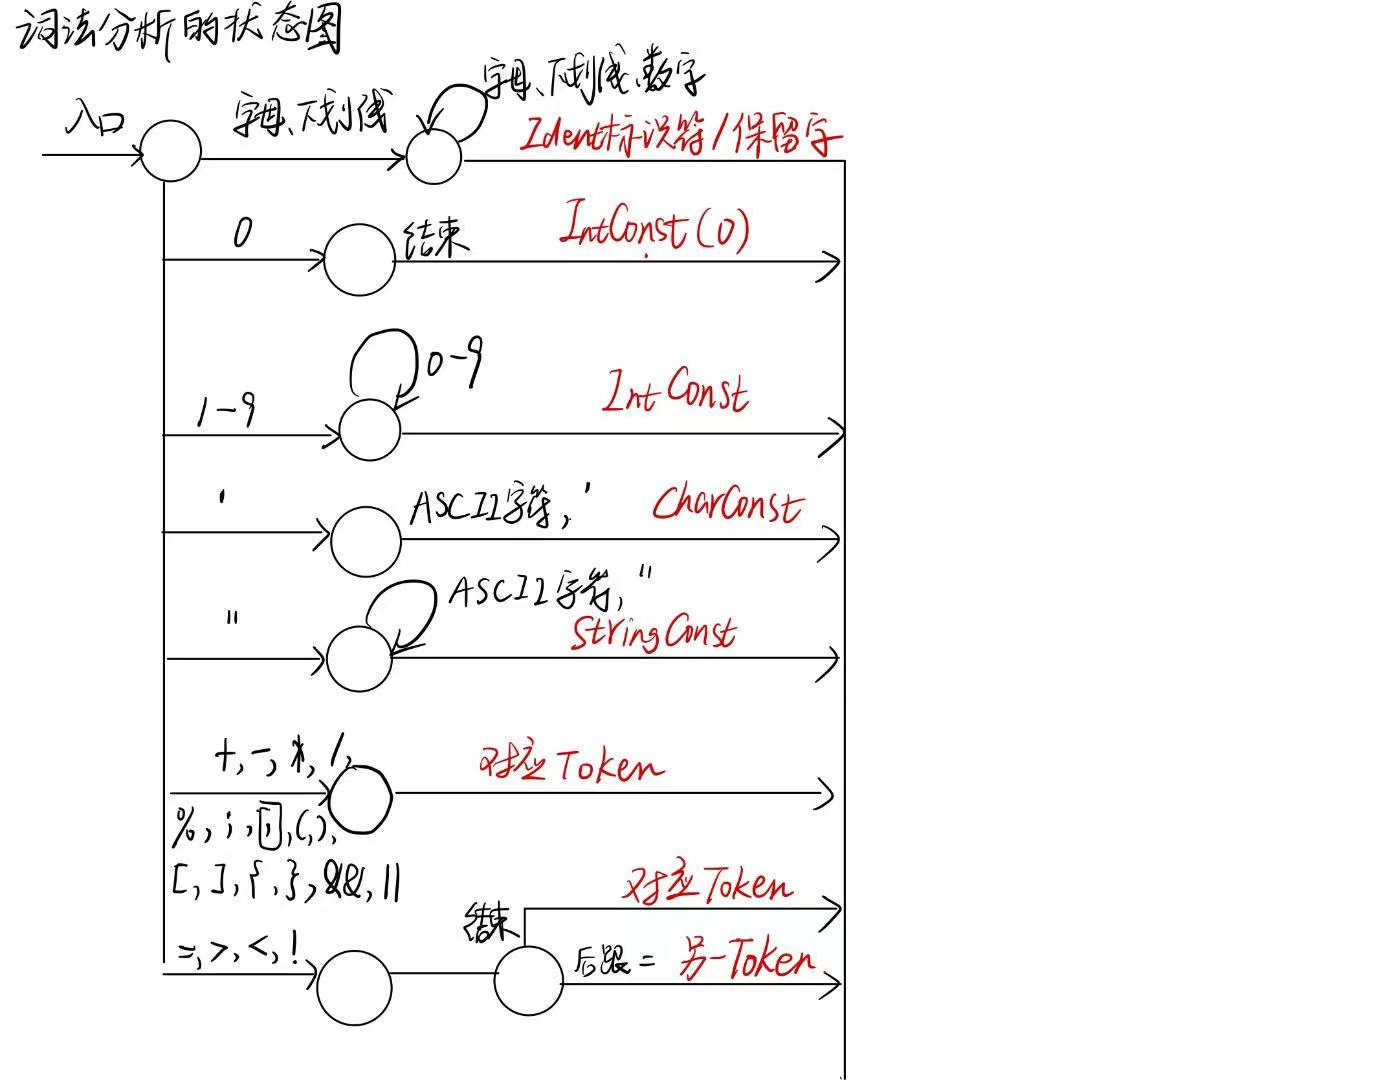 词法分析的状态图
字母、下划线、数字
入口
字母、下划线
Ident标识符/保留字
0
结束
IntConst(0)
0-9
1-9
IntConst
'
ASCII字符, '
CharConst
"
ASCII字符, "
StringConst
+, -, *, /,
对应Token
%, ; , [,], (, ),
[, ], {, }, &&, ||
对应Token
结束
=, >, <, !
后跟 =
另一Token